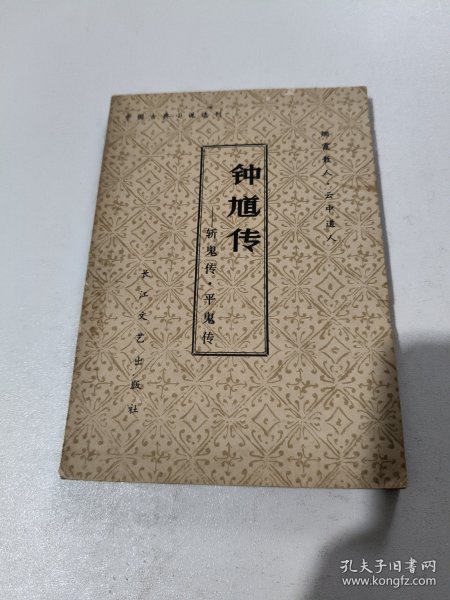 中国古典小说选刊
烟霞散人·云中道人
钟馗传
——斩鬼传·平鬼传
长江文艺出版社
孔夫子旧书网
www.kongfz.com